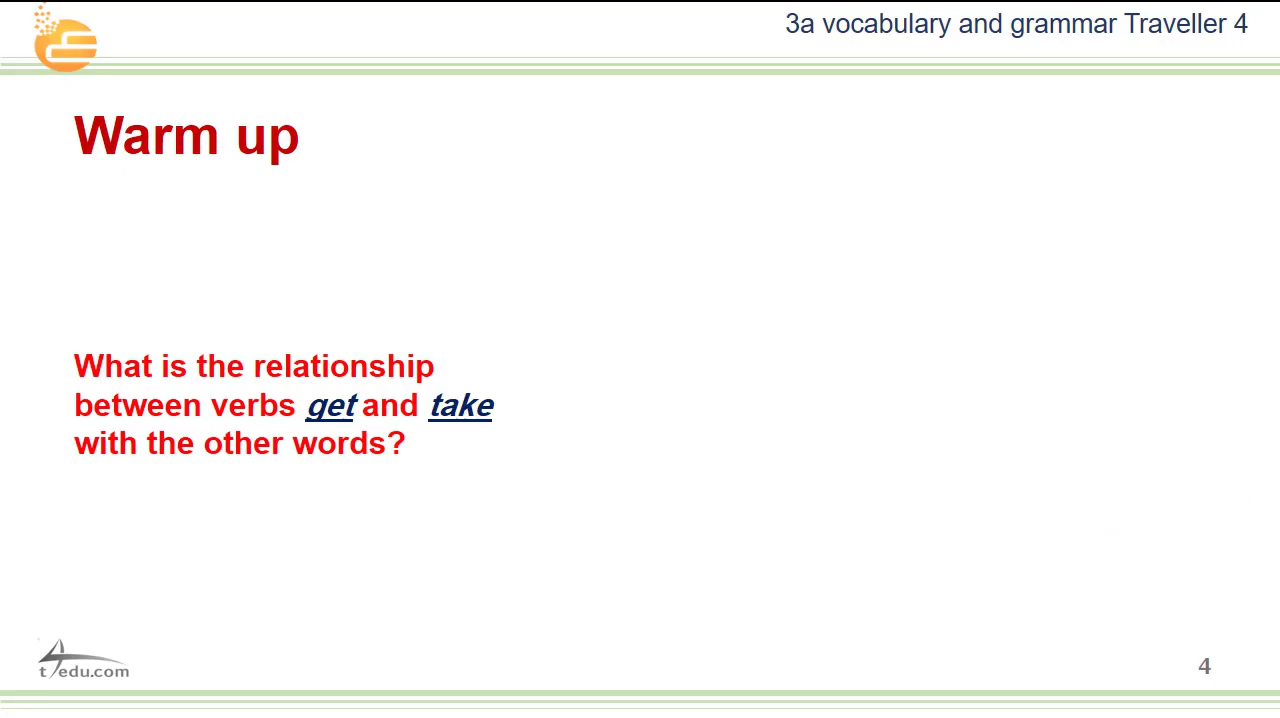 3a vocabulary and grammar Traveller 4
Warm up
What is the relationship
between verbs get and take
with the other words?
t4edu.com
4